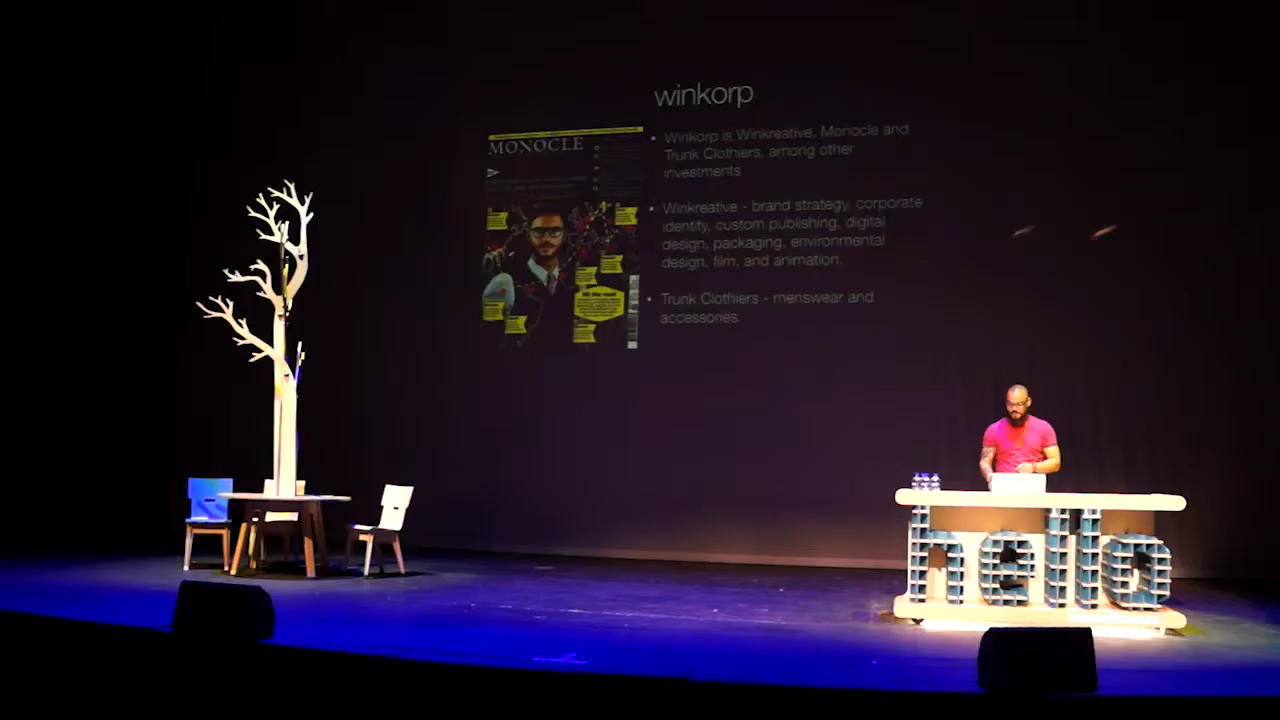 winkorp
MONOCLE
Winkorp is Winkreative, Monocle and
Trunk Clothiers, among other
investments
Winkreative - brand strategy, corporate
identity, custom publishing, digital
design, packaging, environmental
design, film, and animation.
Trunk Clothiers - menswear and
accessories.
hello